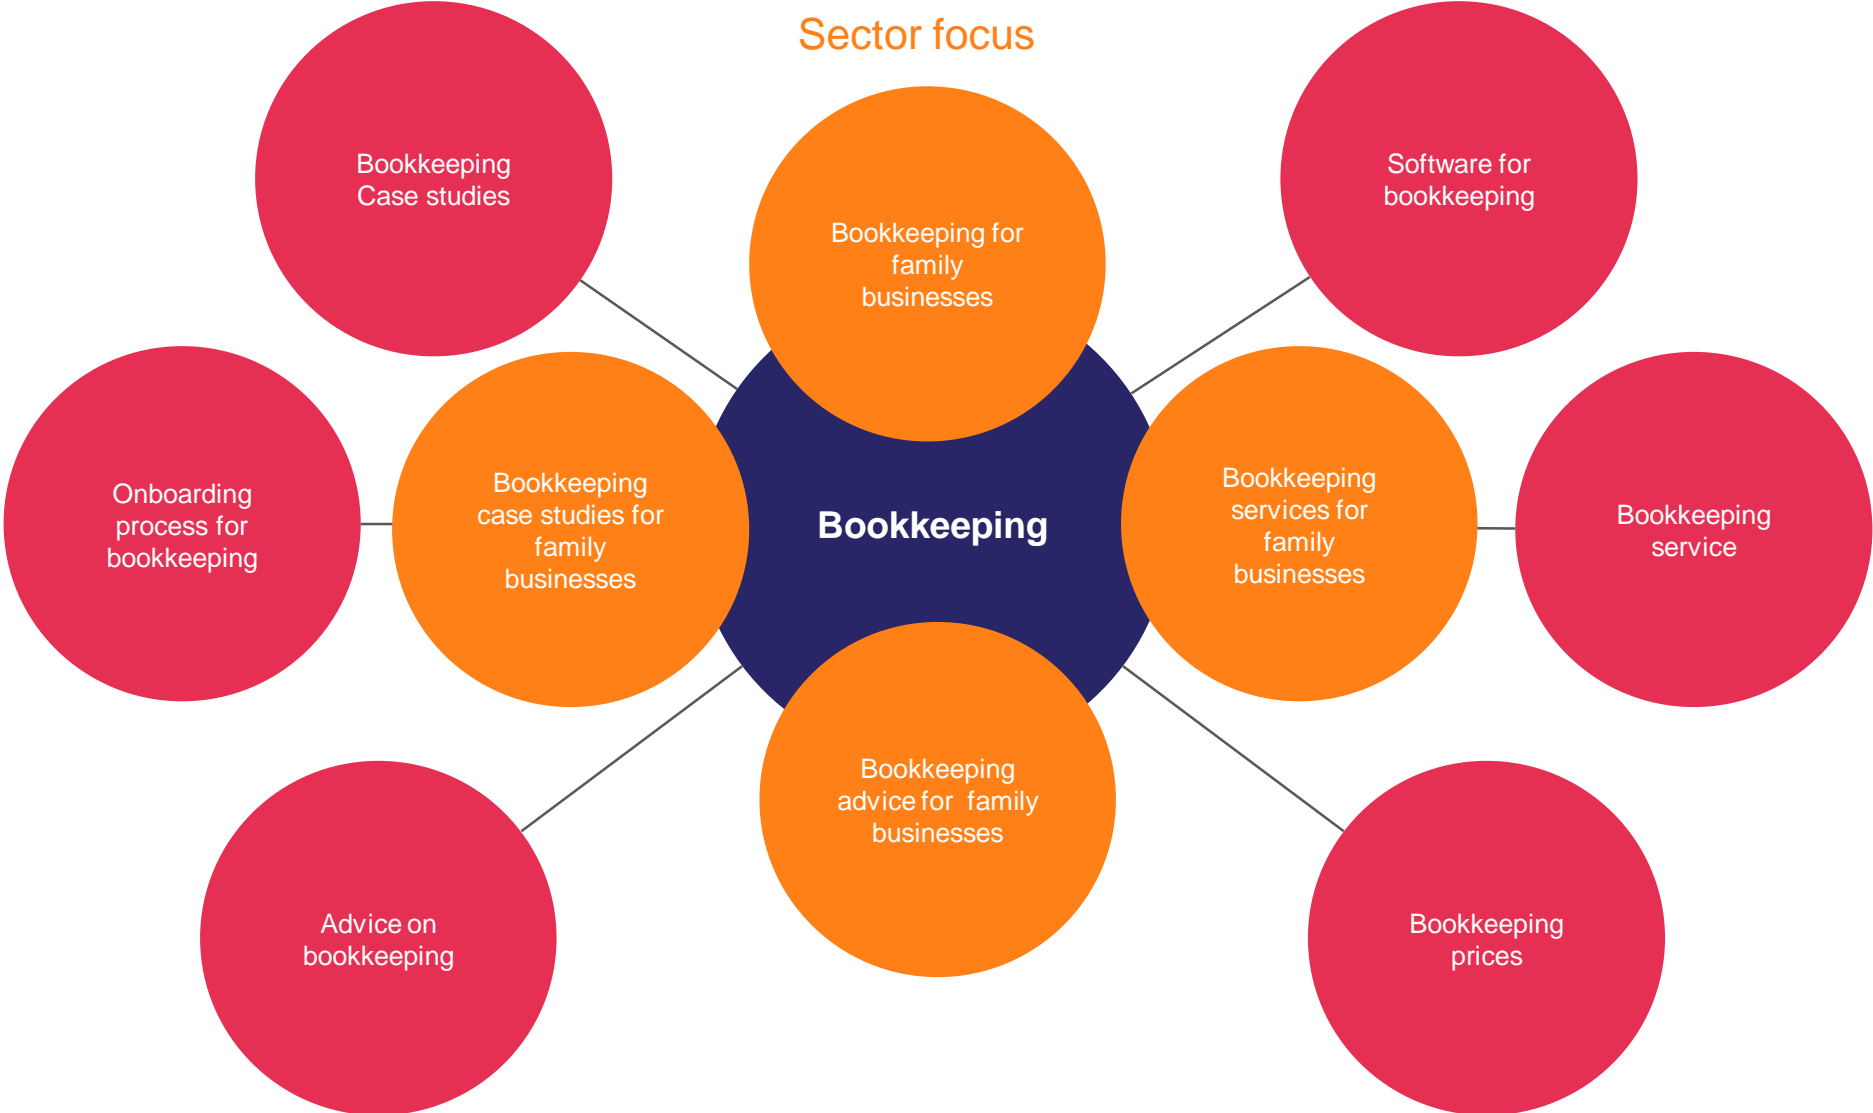 Sector focus
Bookkeeping
Case studies
Software for
bookkeeping
Bookkeeping for
family
businesses
Onboarding
process for
bookkeeping
Bookkeeping
case studies for
family
businesses
Bookkeeping
Bookkeeping
services for
family
businesses
Bookkeeping
service
Bookkeeping
advice for family
businesses
Advice on
bookkeeping
Bookkeeping
prices